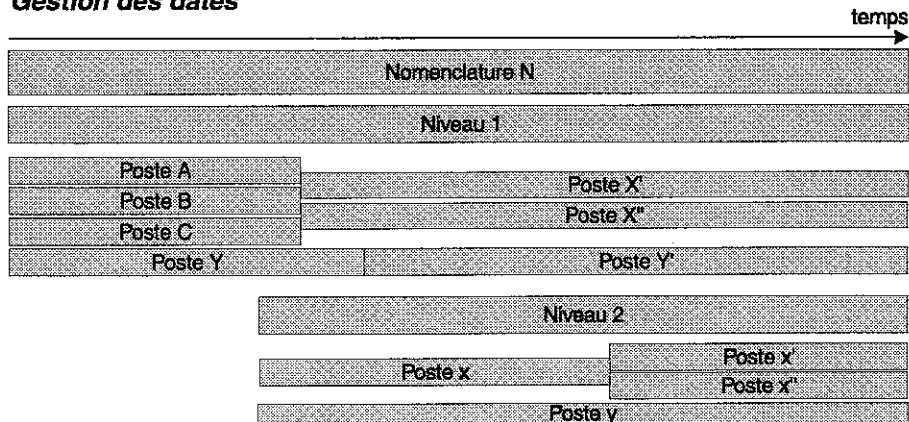 Gestion des dates
temps
Nomenclature N
Niveau 1
Poste A
Poste B
Poste C
Poste X'
Poste X"
Poste Y
Poste Y'
Niveau 2
Poste x
Poste x'
Poste x"
Poste y